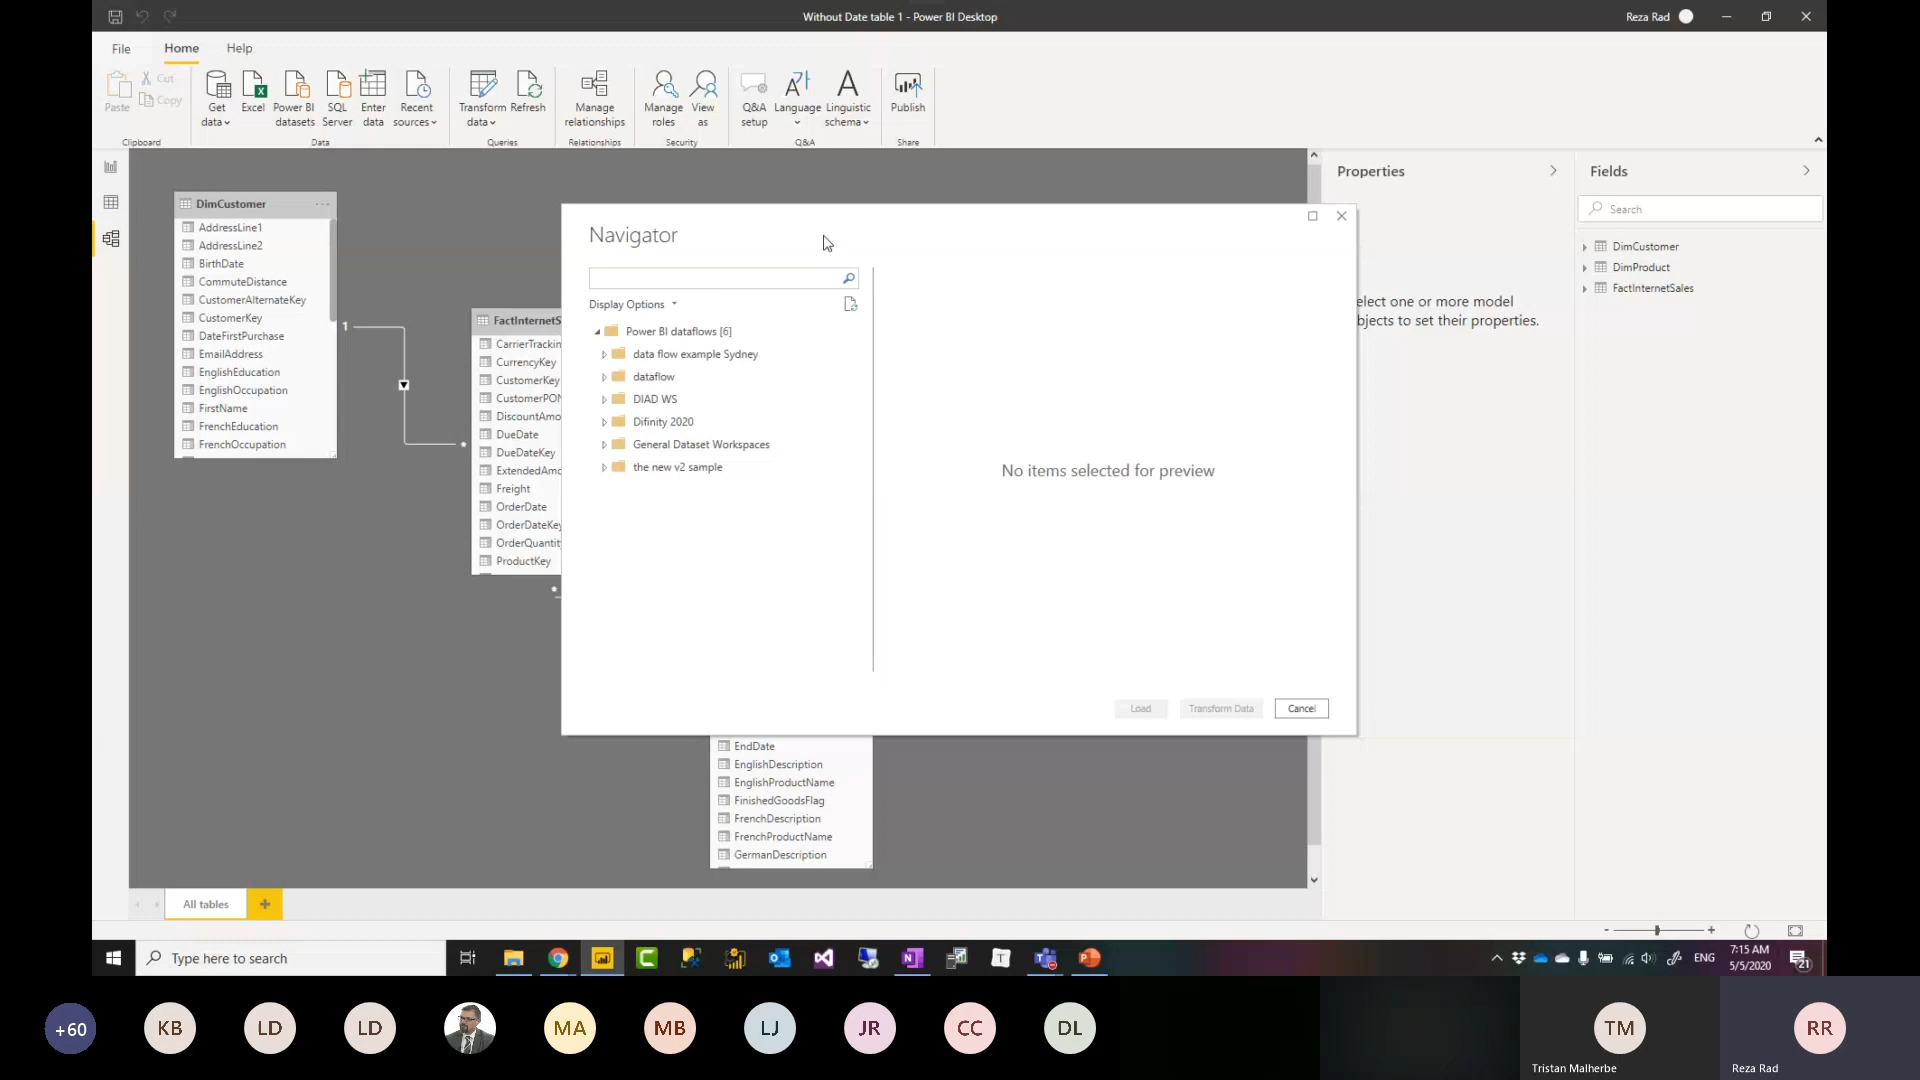 Without Date table 1 - Power BI Desktop
Reza Rad
File
Home
Help
Paste
Cut
Copy
Get data
Excel
Power BI datasets
SQL Server
Enter data
Recent sources
Transform data
Refresh
Manage relationships
Manage roles
View as
Q&A setup
Language
Linguistic schema
Publish
Clipboard
Data
Queries
Relationships
Security
Q&A
Share
DimCustomer
AddressLine1
AddressLine2
BirthDate
CommuteDistance
CustomerAlternateKey
CustomerKey
DateFirstPurchase
EmailAddress
EnglishEducation
EnglishOccupation
FirstName
FrenchEducation
FrenchOccupation
1
*
FactInternetS
CarrierTrackin
CurrencyKey
CustomerKey
CustomerPON
DiscountAmo
DueDate
DueDateKey
ExtendedAmo
Freight
OrderDate
OrderDateKey
OrderQuantit
ProductKey
*
Navigator
Display Options
Power BI dataflows [6]
data flow example Sydney
dataflow
DIAD WS
Difinity 2020
General Dataset Workspaces
the new v2 sample
No items selected for preview
Load
Transform Data
Cancel
EndDate
EnglishDescription
EnglishProductName
FinishedGoodsFlag
FrenchDescription
FrenchProductName
GermanDescription
Properties
elect one or more model
bjects to set their properties.
Fields
Search
DimCustomer
DimProduct
FactInternetSales
All tables
+
- +
Type here to search
ENG
7:15 AM
5/5/2020
21
+60
KB
LD
LD
MA
MB
LJ
JR
CC
DL
TM
Tristan Malherbe
RR
Reza Rad